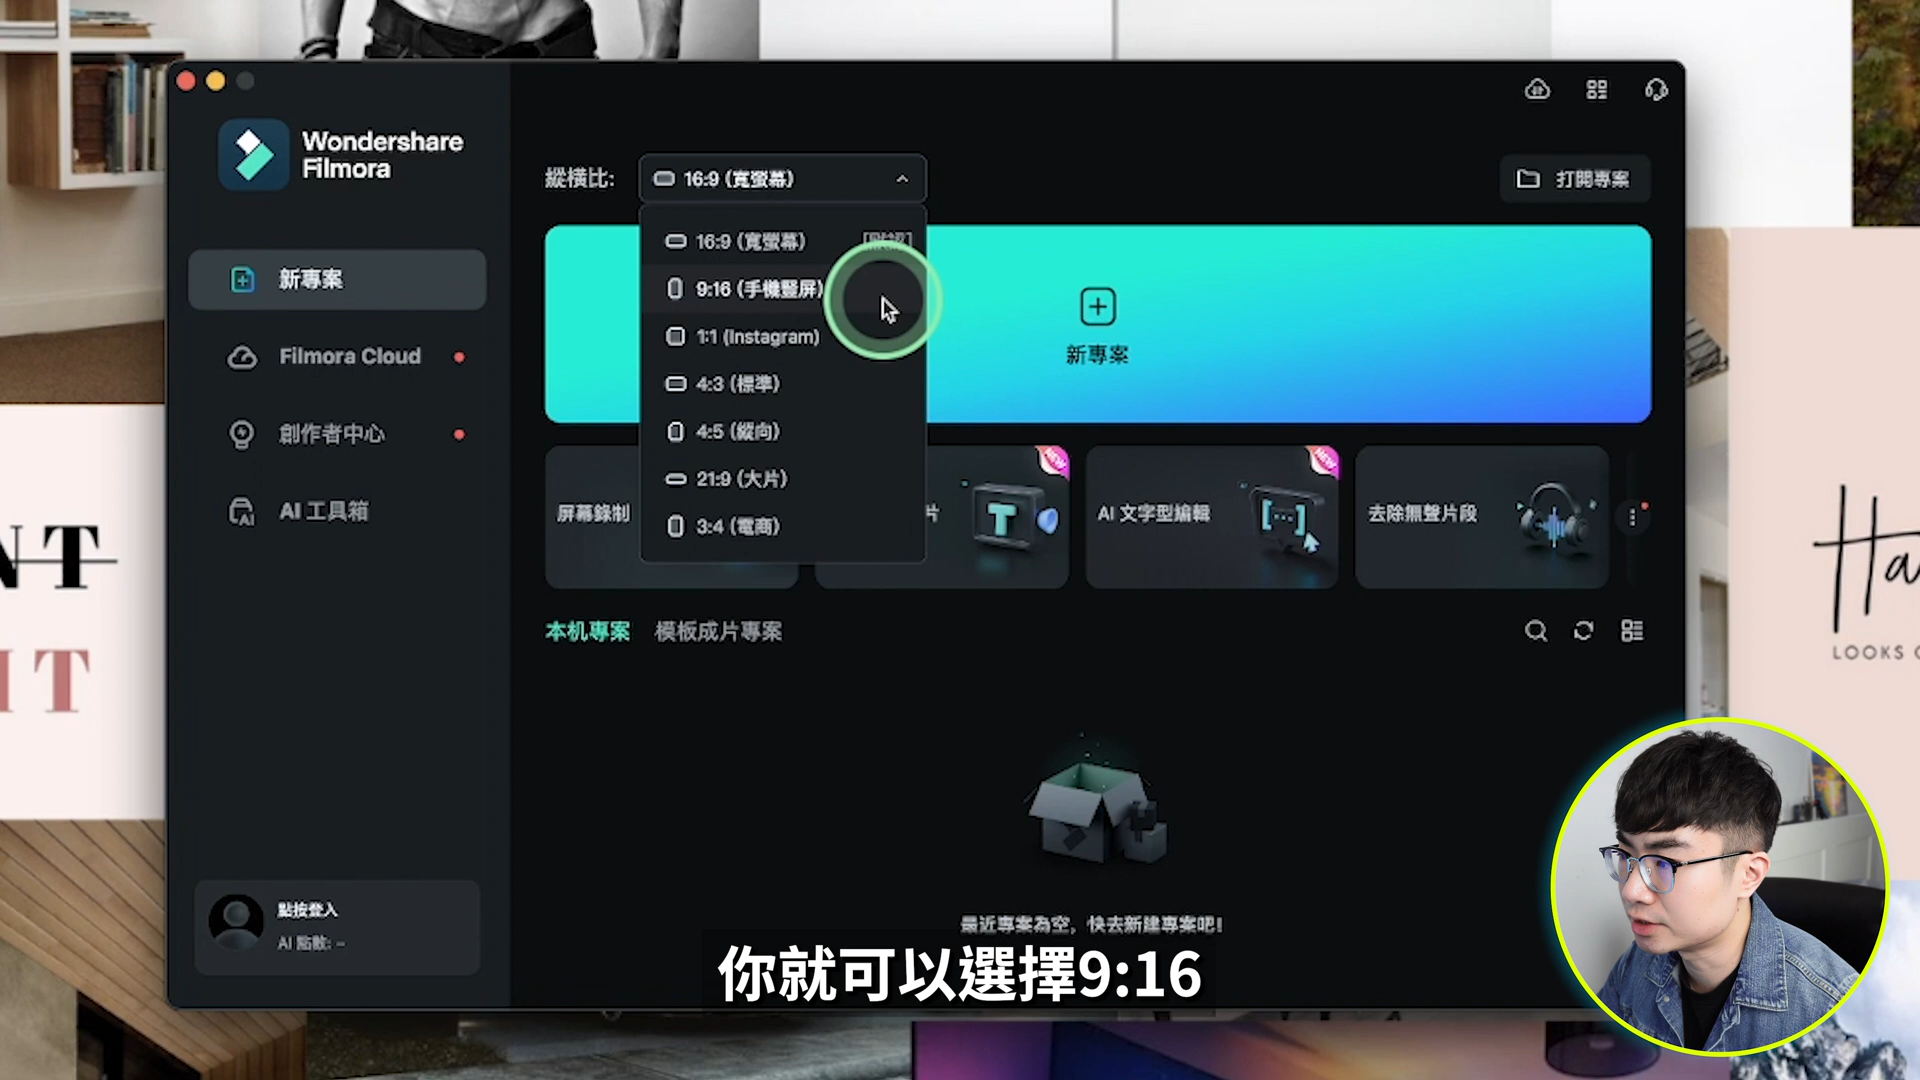 Wondershare
Filmora
縱橫比:
16:9 (寬螢幕)
打開專案
16:9 (寬螢幕)
9:16 (手機豎屏)
1:1 (Instagram)
4:3 (標準)
4:5 (縱向)
21:9 (大片)
3:4 (電商)
新專案
Filmora Cloud
創作者中心
AI 工具箱
新專案
屏幕錄制
片
NEW
AI 文字型編輯
NEW
去除無聲片段
本机專案
模板成片專案
最近專案為空，快去新建專案吧!
點按登入
AI 點數: --
你就可以選擇9:16
NT
IT
Ha
LOOKS